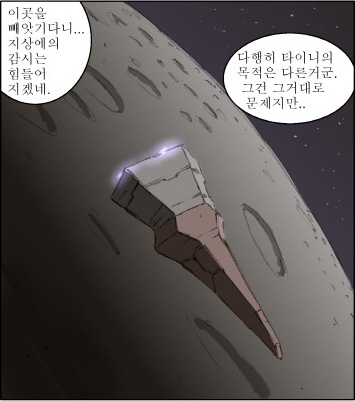 이곳을
빼앗기다니...
지상에의
감시는
힘들어
지겠네.
다행히 타이니의
목적은 다른거군.
그건 그거대로
문제지만..